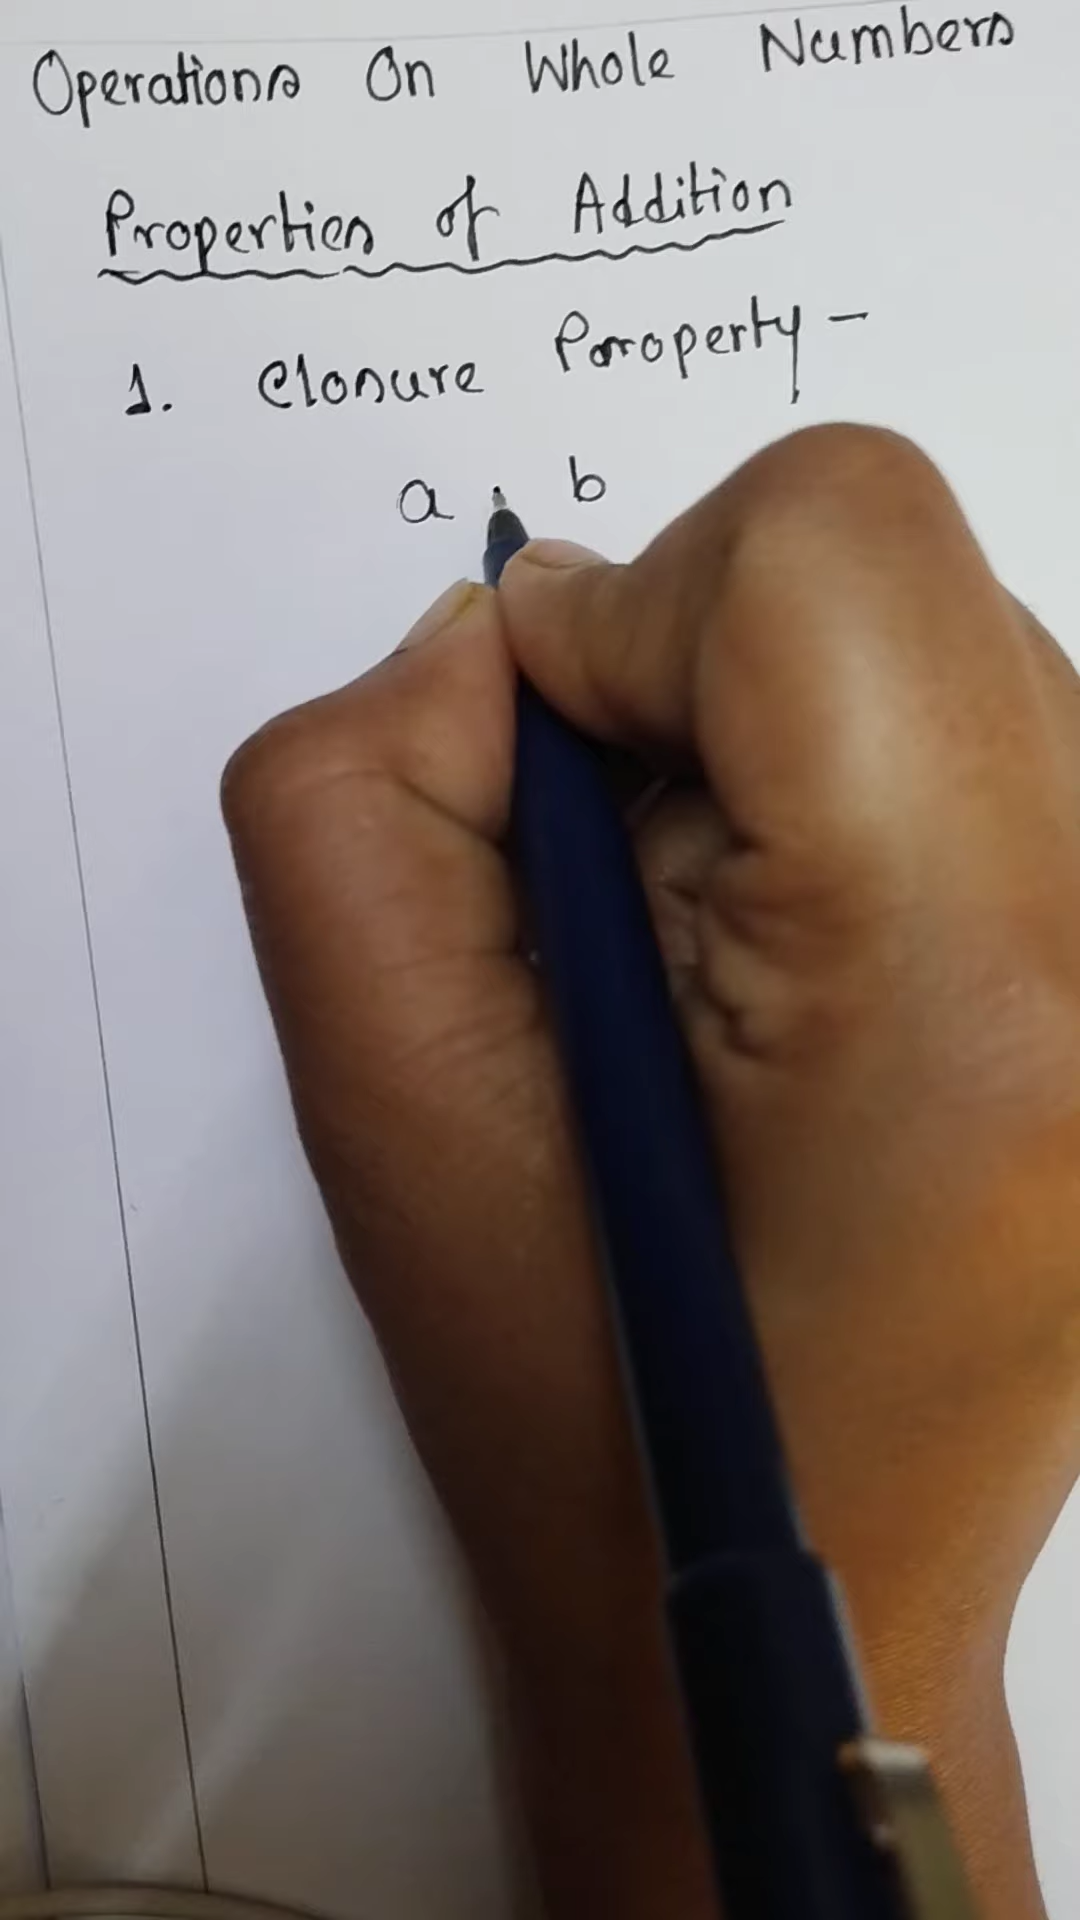 Operations On Whole Numbers
Properties of Addition
1. Closure Property -
a b